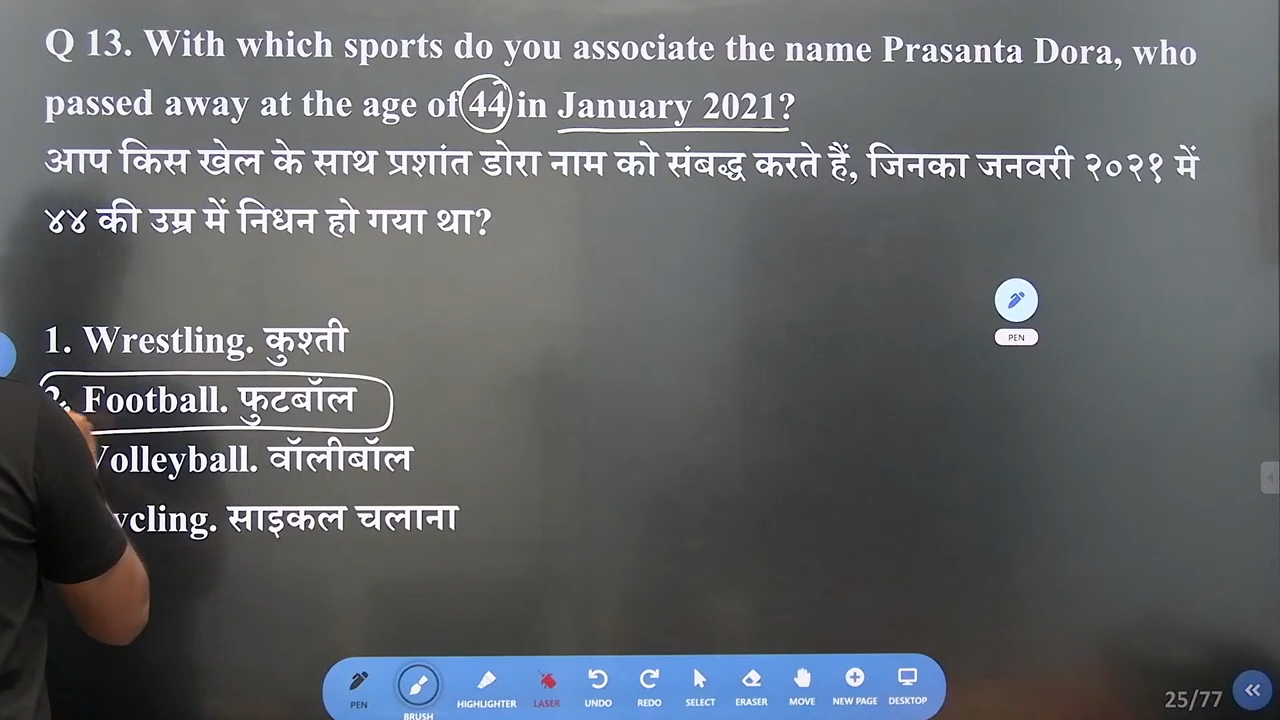 Q 13. With which sports do you associate the name Prasanta Dora, who
passed away at the age of 44 in January 2021?
आप किस खेल के साथ प्रशांत डोरा नाम को संबद्ध करते हैं, जिनका जनवरी २०२१ में
४४ की उम्र में निधन हो गया था?
PEN
1. Wrestling. कुश्ती
2. Football. फुटबॉल
Volleyball. वॉलीबॉल
ycling. साइकल चलाना
PEN
BRUSH
HIGHLIGHTER
LASER
UNDO
REDO
SELECT
ERASER
MOVE
NEW PAGE
DESKTOP
25/77